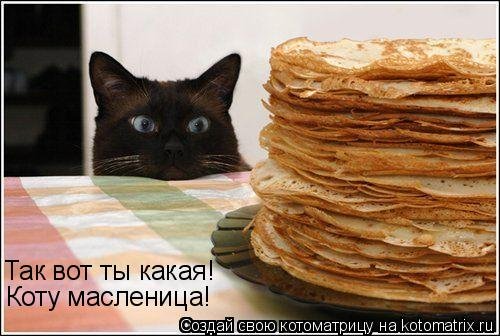 Так вот ты какая!
Коту масленица!
Создай свою котоматрицу на kotomatrix.ru